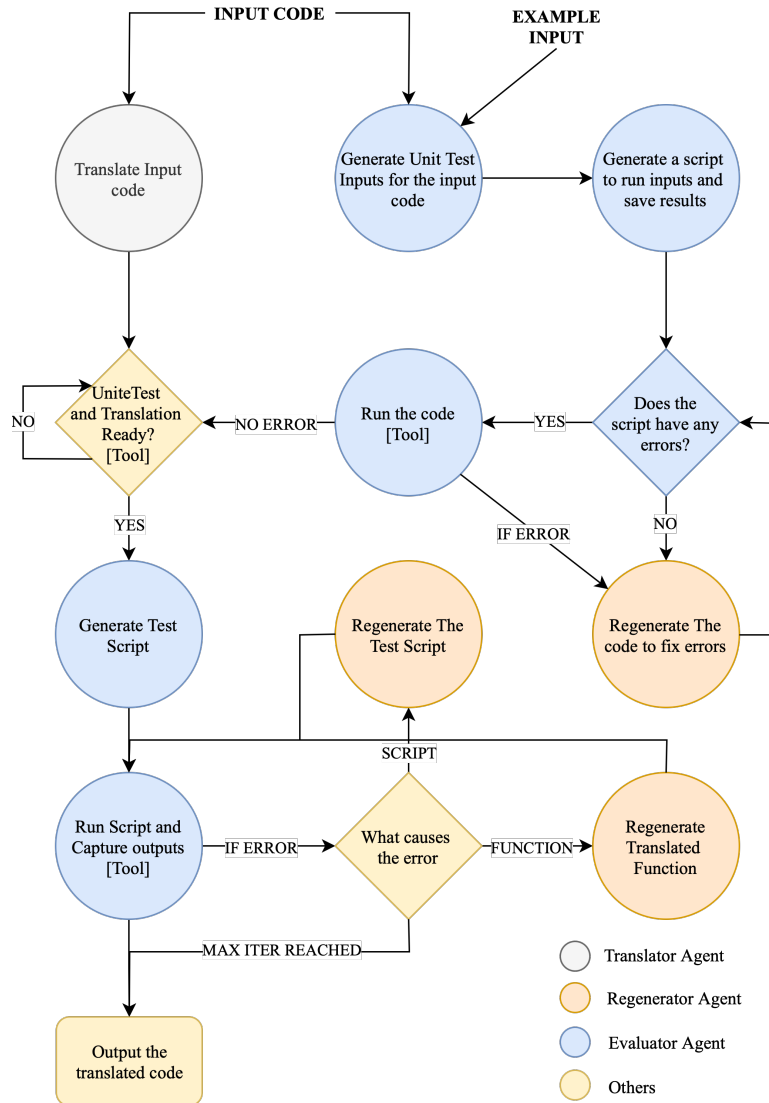 INPUT CODE
EXAMPLE
INPUT
Translate Input
code
Generate Unit Test
Inputs for the input
code
Generate a script
to run inputs and
save results
UniteTest
and Translation
Ready?
[Tool]
NO
NO ERROR
Run the code
[Tool]
YES
Does the
script have any
errors?
YES
IF ERROR
NO
Generate Test
Script
Regenerate The
Test Script
Regenerate The
code to fix errors
SCRIPT
Run Script and
Capture outputs
[Tool]
IF ERROR
What causes
the error
FUNCTION
Regenerate
Translated
Function
MAX ITER REACHED
Output the
translated code
Translator Agent
Regenerator Agent
Evaluator Agent
Others